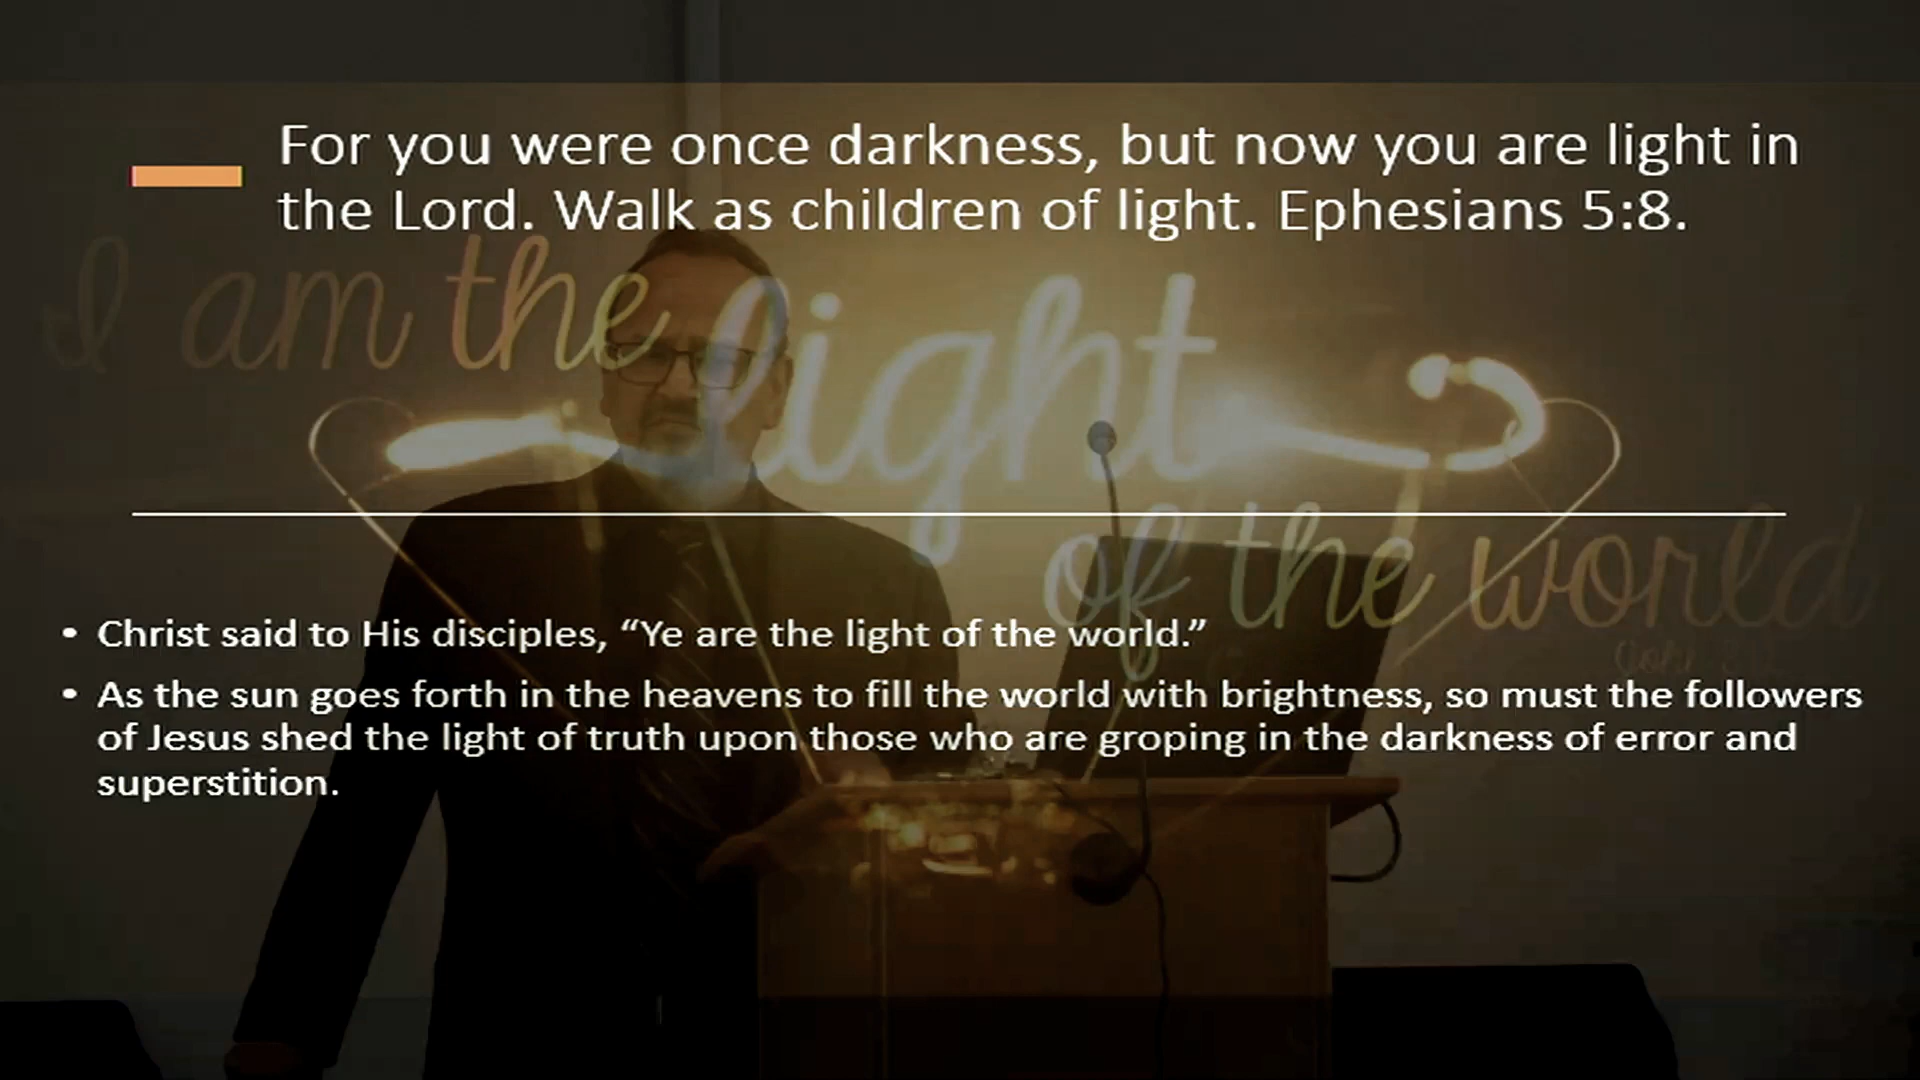 For you were once darkness, but now you are light in
the Lord. Walk as children of light. Ephesians 5:8.
I am the light
of the world
• Christ said to His disciples, “Ye are the light of the world.”
• As the sun goes forth in the heavens to fill the world with brightness, so must the followers
of Jesus shed the light of truth upon those who are groping in the darkness of error and
superstition.